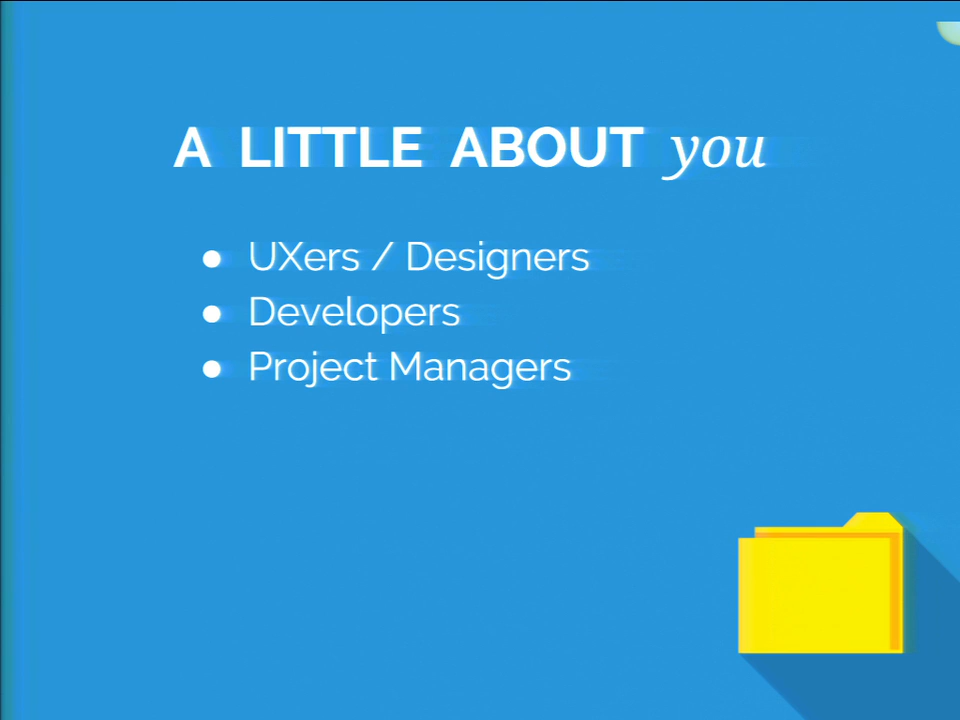 A LITTLE ABOUT you
● UXers / Designers
● Developers
● Project Managers